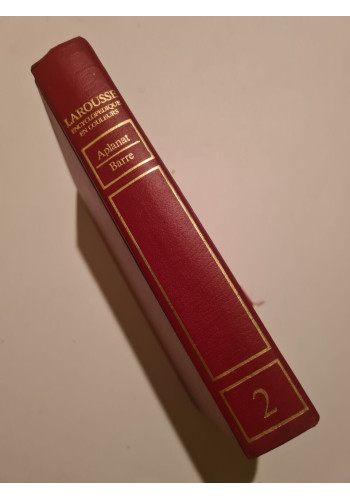 LAROUSSE
ENCYCLOPÉDIQUE
EN COULEURS
Aplanat
Barre
2